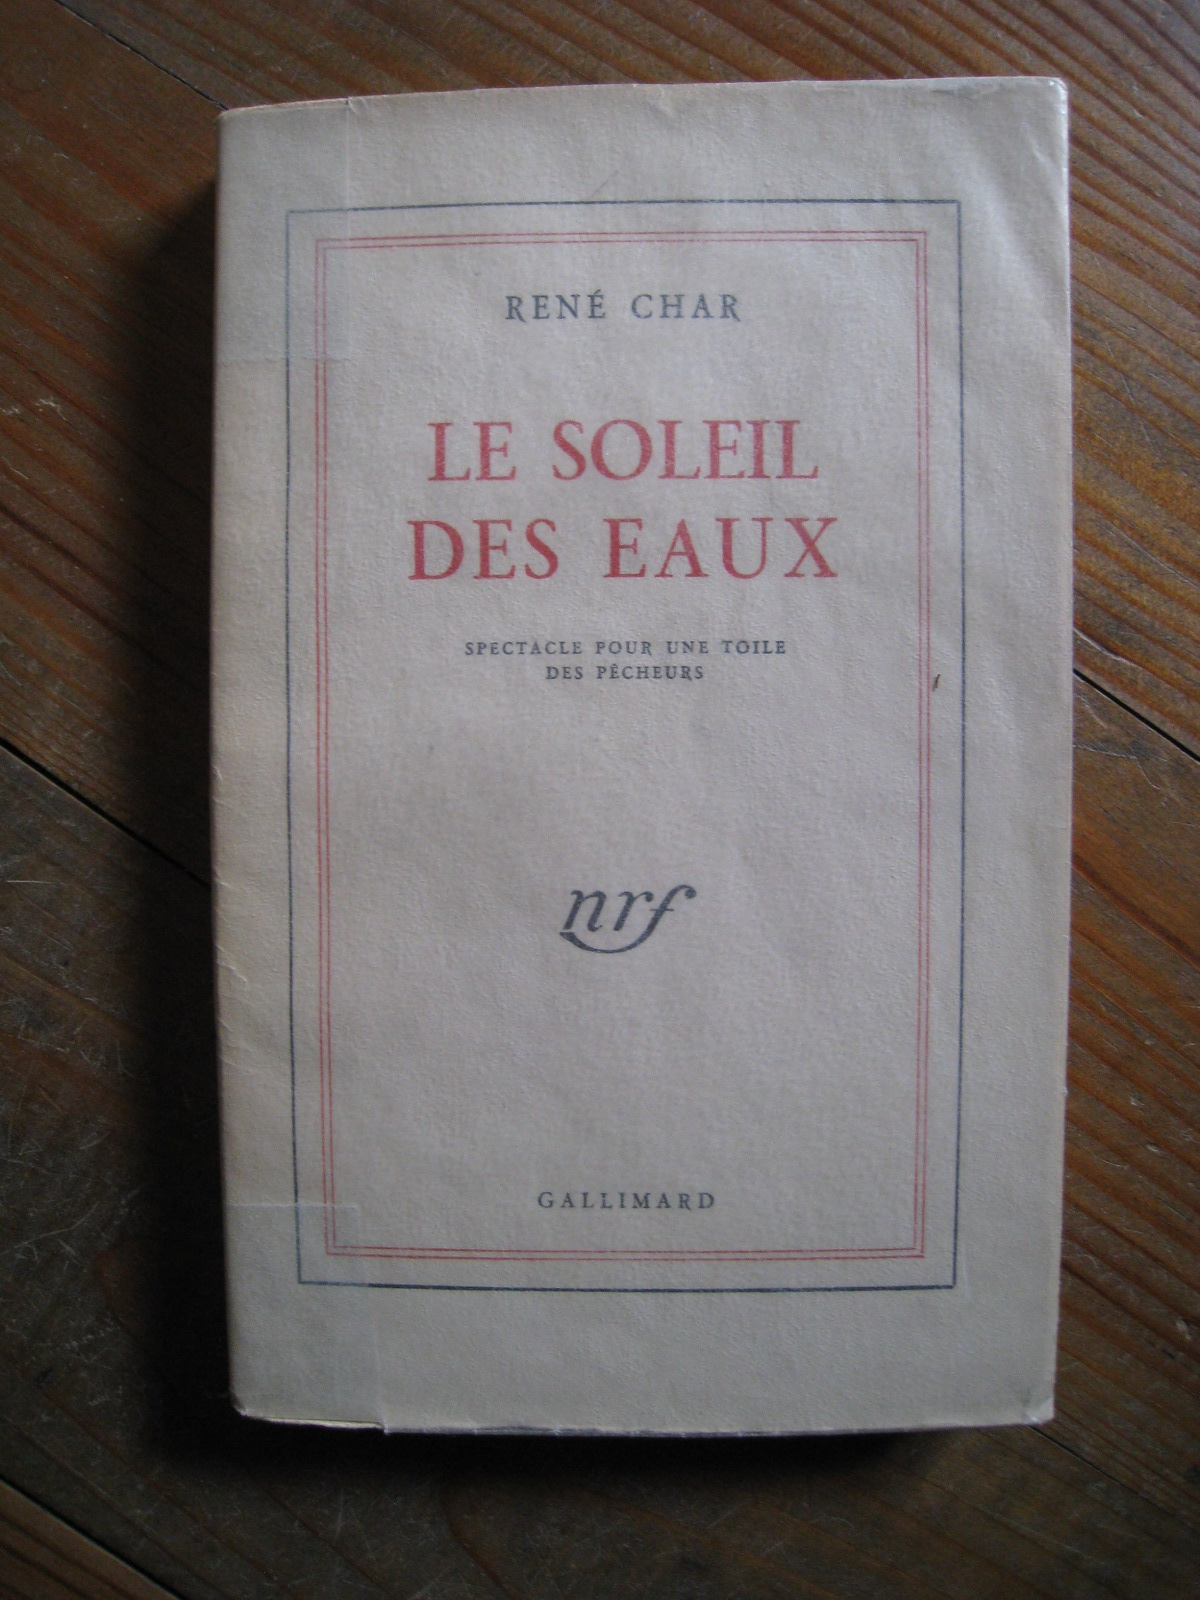 RENÉ CHAR
LE SOLEIL
DES EAUX
SPECTACLE POUR UNE TOILE
DES PÊCHEURS
nrf
GALLIMARD